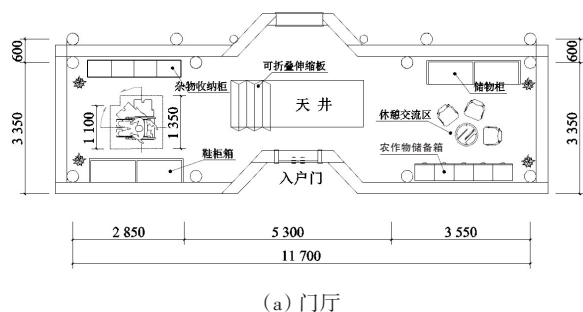 600
600
可折叠伸缩板
杂物收纳柜
储物柜
天井
休憩交流区
3 350
1 100
1 350
3 350
农作物储备箱
鞋柜箱
入户门
2 850
5 300
3 550
11 700
(a) 门厅